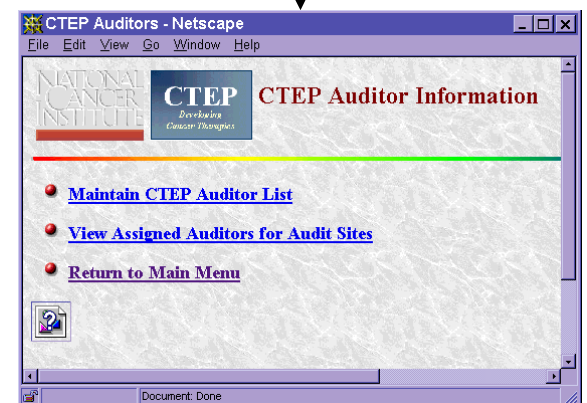 CTEP Auditors - Netscape
File Edit View Go Window Help
NATIONAL
CANCER
INSTITUTE
CTEP
Developing
Cancer Therapies
CTEP Auditor Information
Maintain CTEP Auditor List
View Assigned Auditors for Audit Sites
Return to Main Menu
Document: Done